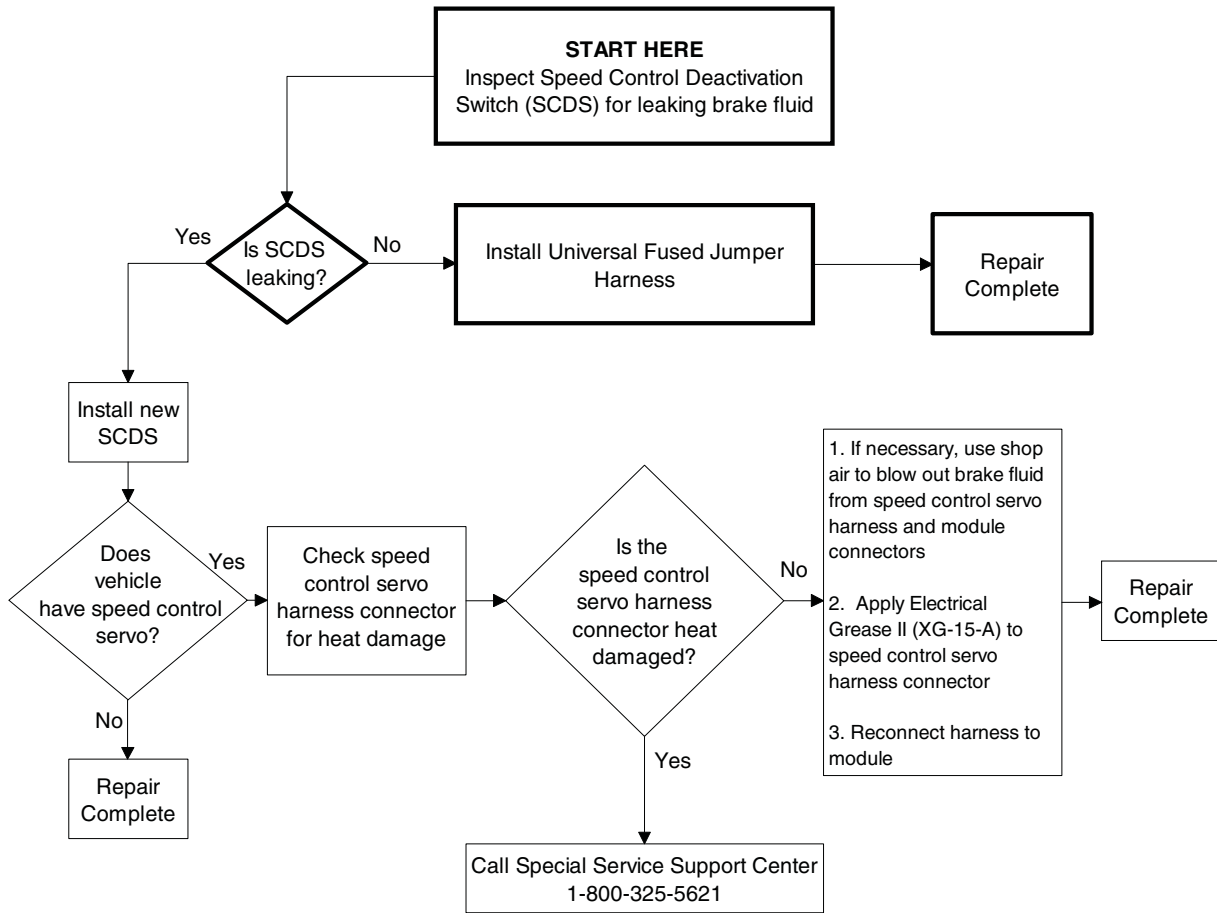 START HERE
Inspect Speed Control Deactivation
Switch (SCDS) for leaking brake fluid
Yes
Is SCDS
leaking?
No
Install Universal Fused Jumper
Harness
Repair
Complete
Install new
SCDS
Does
vehicle
have speed control
servo?
Yes
Check speed
control servo
harness connector
for heat damage
Is the
speed control
servo harness
connector heat
damaged?
No
1. If necessary, use shop
air to blow out brake fluid
from speed control servo
harness and module
connectors
2.  Apply Electrical
Grease II (XG-15-A) to
speed control servo
harness connector
3. Reconnect harness to
module
Repair
Complete
No
Repair
Complete
Yes
Call Special Service Support Center
1-800-325-5621